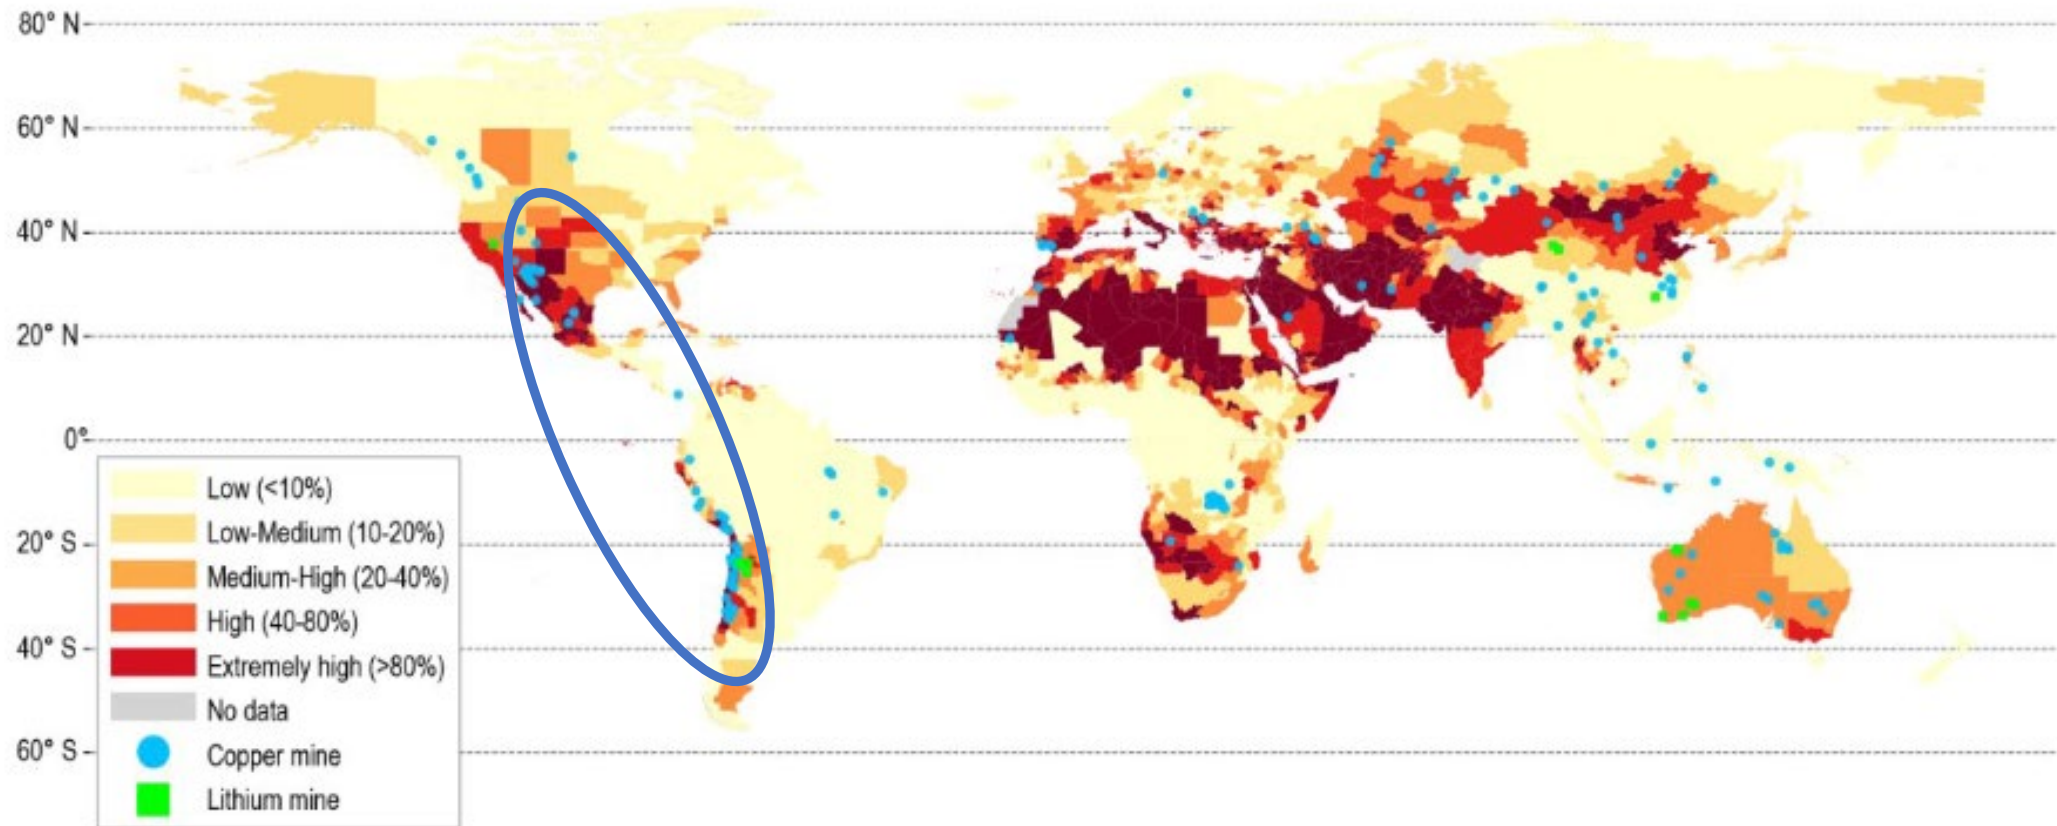 80° N
60° N
40° N
20° N
0°
20° S
40° S
60° S
Low (<10%)
Low-Medium (10-20%)
Medium-High (20-40%)
High (40-80%)
Extremely high (>80%)
No data
Copper mine
Lithium mine